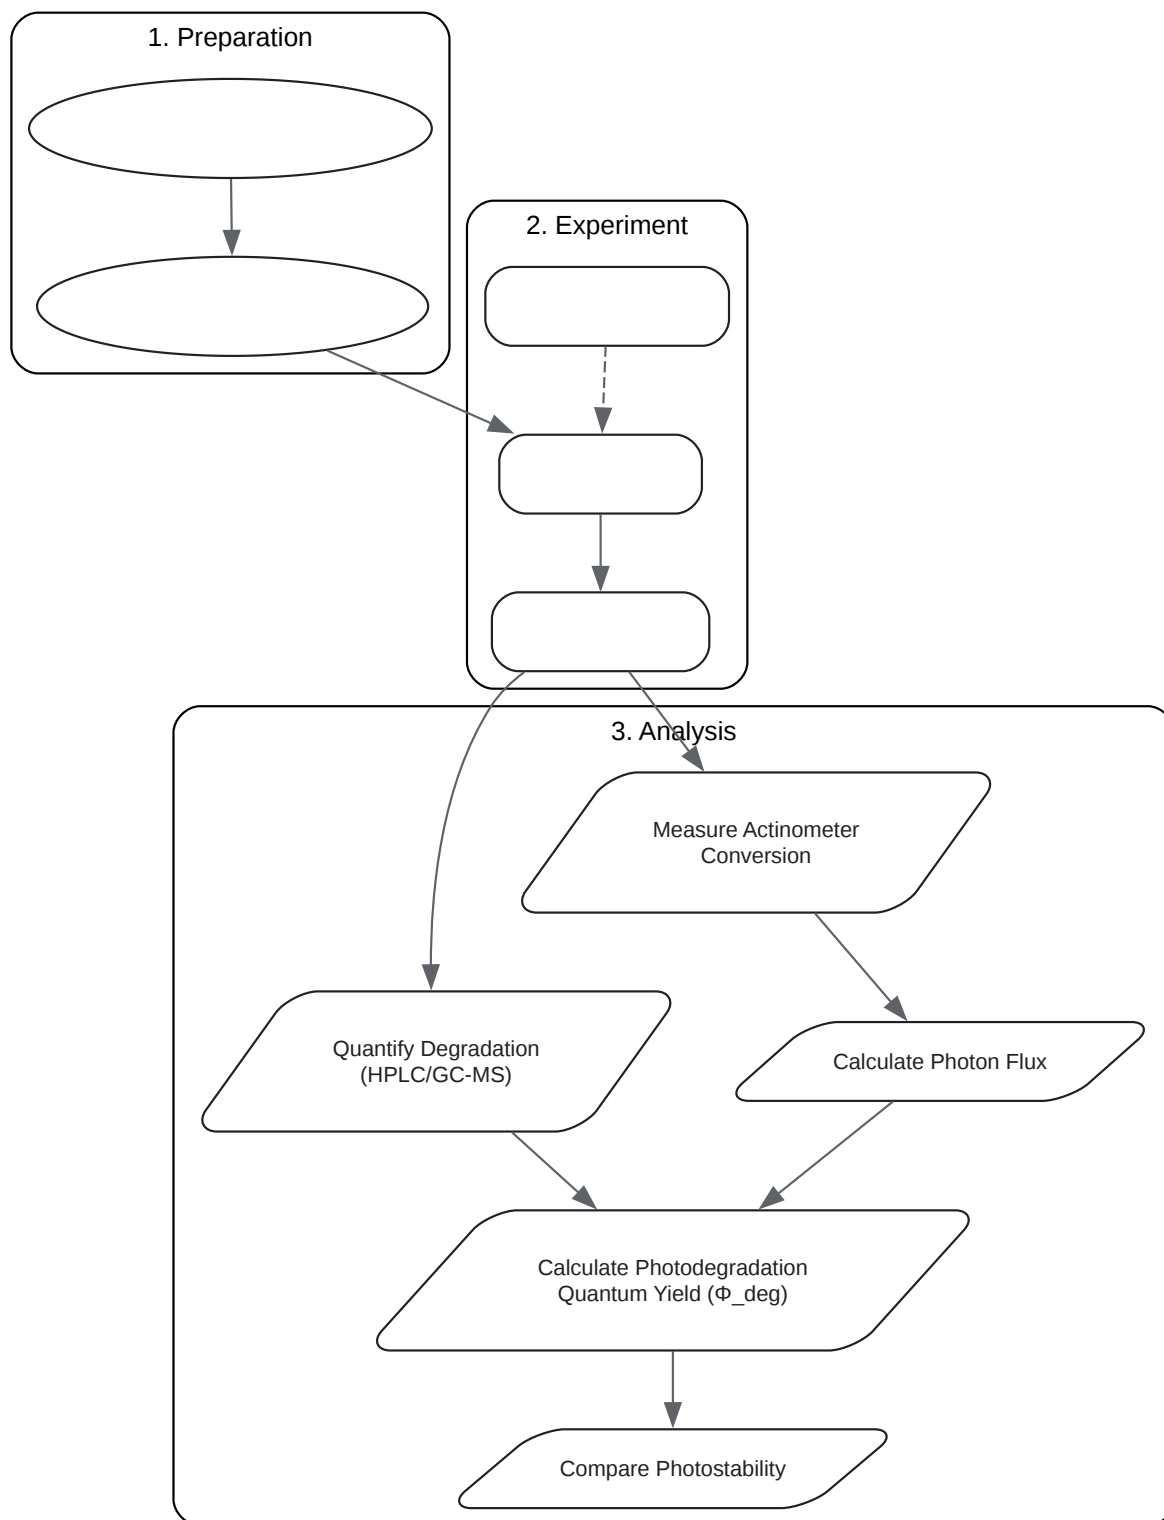 1. Preparation
2. Experiment
3. Analysis
Measure Actinometer
Conversion
Quantify Degradation
(HPLC/GC-MS)
Calculate Photon Flux
Calculate Photodegradation
Quantum Yield (Φ_deg)
Compare Photostability